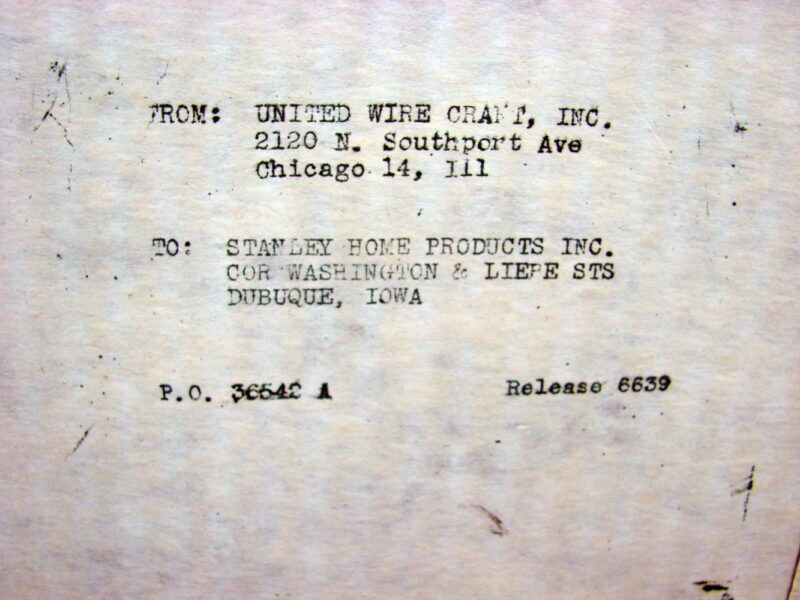 FROM: UNITED WIRE CRAFT, INC.
2120 N. Southport Ave
Chicago 14, Ill
TO: STANLEY HOME PRODUCTS INC.
COR WASHINGTON & LIEPE STS
DUBUQUE, IOWA
P.O. 36542 A Release 6639